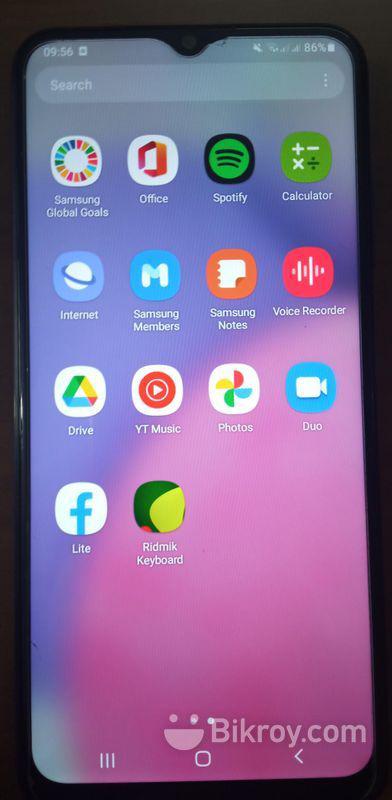 09:56
86%
Search
Samsung
Global Goals
Office
Spotify
Calculator
Internet
Samsung
Members
Samsung
Notes
Voice Recorder
Drive
YT Music
Photos
Duo
Lite
Ridmik
Keyboard
Bikroy.com